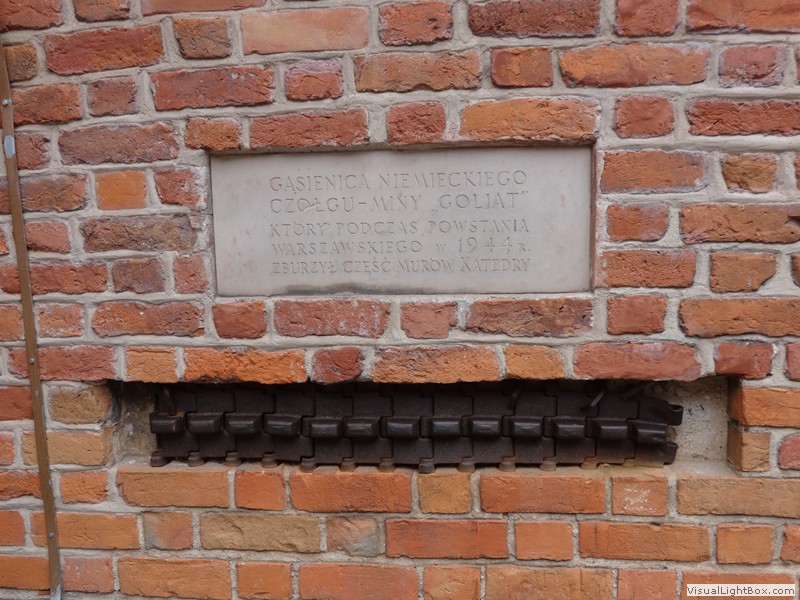 GĄSIENICA NIEMIECKIEGO
CZOŁGU-MINY „GOLIAT"
KTÓRY PODCZAS POWSTANIA
WARSZAWSKIEGO W 1944 R.
ZBURZYŁ CZĘŚĆ MURÓW KATEDRY
VisualLightBox.com